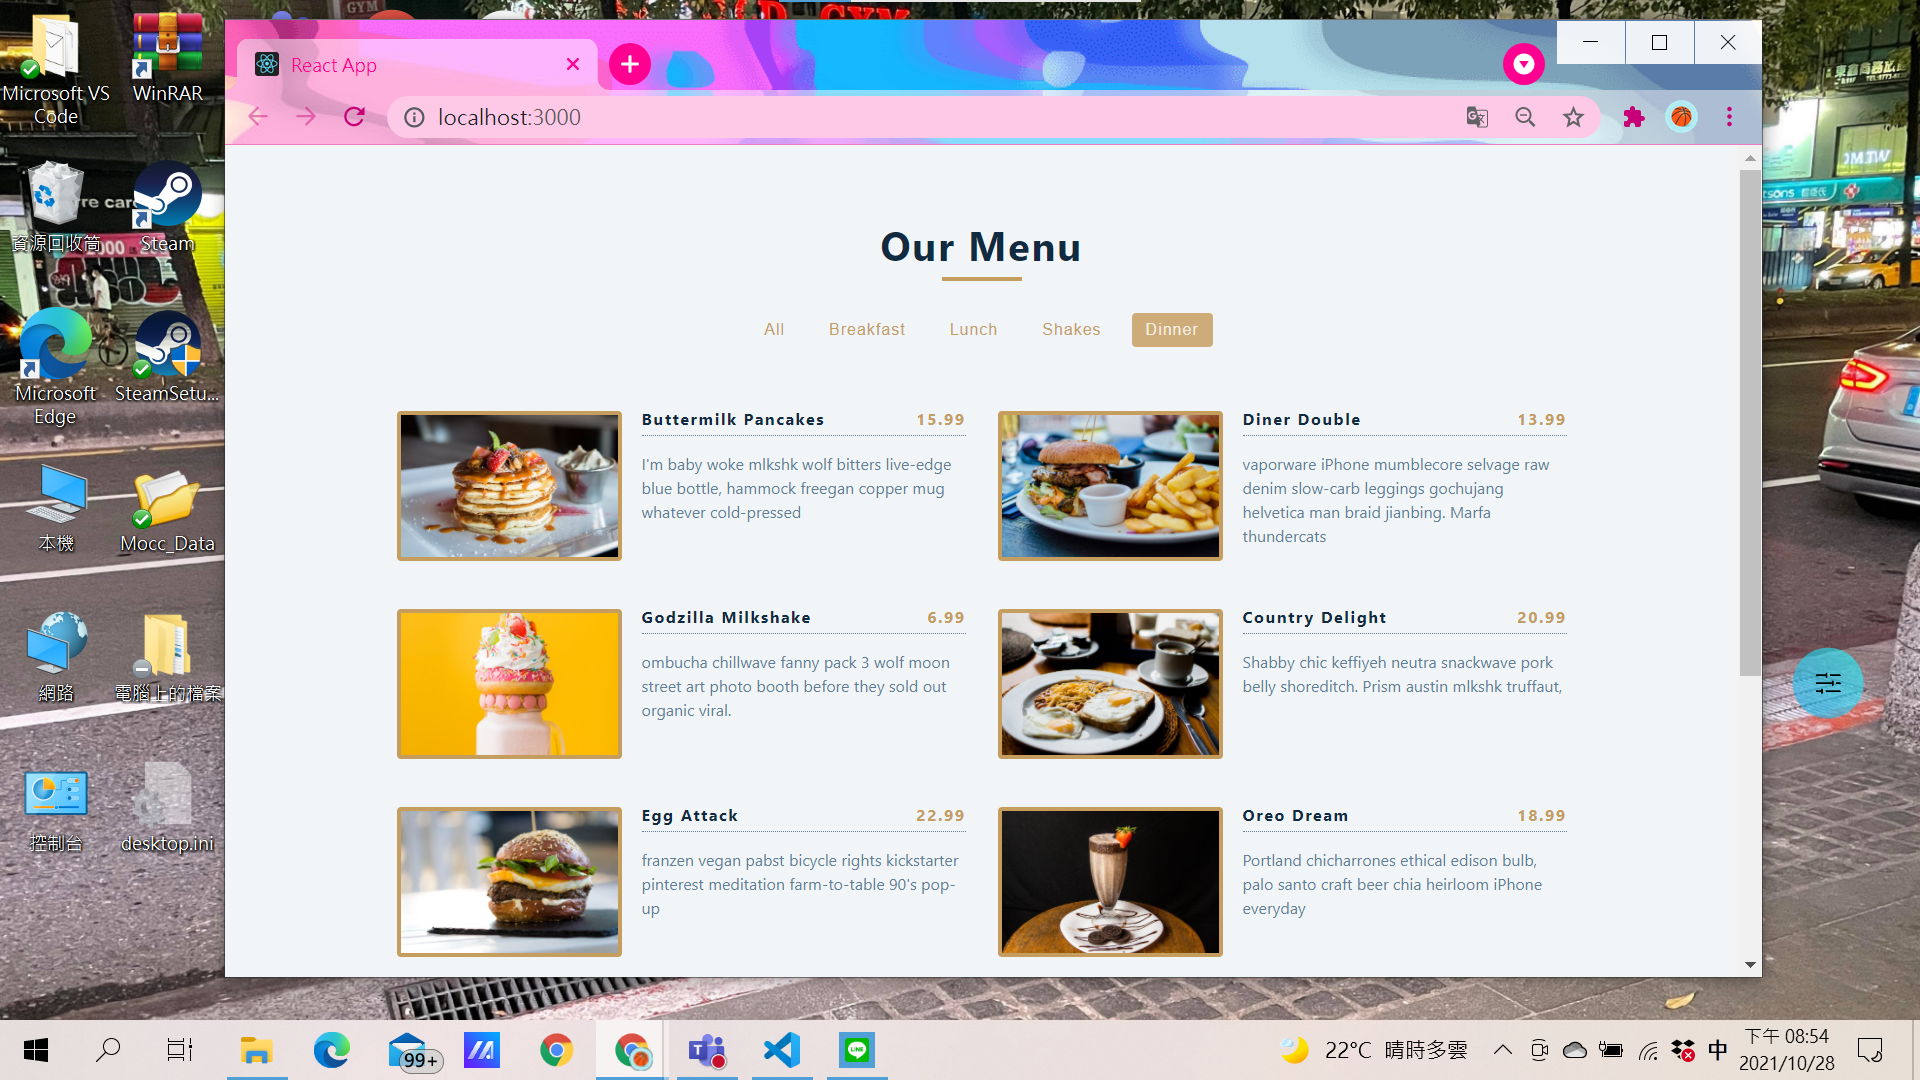 React App
localhost:3000
Microsoft VS
Code
WinRAR
資源回收筒
Steam
Microsoft
Edge
SteamSetu...
本機
Mocc_Data
網路
電腦上的檔案
控制台
desktop.ini
GYM
Our Menu
All
Breakfast
Lunch
Shakes
Dinner
Buttermilk Pancakes 15.99
I'm baby woke mlkshk wolf bitters live-edge
blue bottle, hammock freegan copper mug
whatever cold-pressed
Diner Double 13.99
vaporware iPhone mumblecore selvage raw
denim slow-carb leggings gochujang
helvetica man braid jianbing. Marfa
thundercats
Godzilla Milkshake 6.99
ombucha chillwave fanny pack 3 wolf moon
street art photo booth before they sold out
organic viral.
Country Delight 20.99
Shabby chic keffiyeh neutra snackwave pork
belly shoreditch. Prism austin mlkshk truffaut,
Egg Attack 22.99
franzen vegan pabst bicycle rights kickstarter
pinterest meditation farm-to-table 90's pop-
up
Oreo Dream 18.99
Portland chicharrones ethical edison bulb,
palo santo craft beer chia heirloom iPhone
everyday
99+
LINE
22°C 晴時多雲
中
下午 08:54
2021/10/28